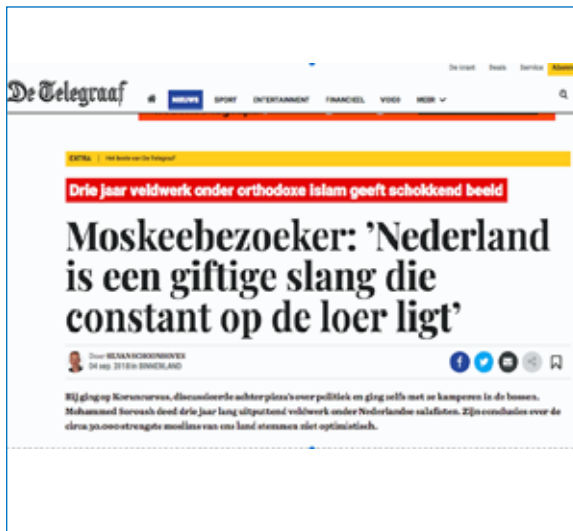 De krant Deals Service
De Telegraaf NIEUWS SPORT ENTERTAINMENT FINANCIEEL VIDEO MEER
EXTRA | Het beste van De Telegraaf
Drie jaar veldwerk onder orthodoxe islam geeft schokkend beeld
Moskeebezoeker: ’Nederland
is een giftige slang die
constant op de loer ligt’
Door SILVAN SCHOONHOVEN
04 sep. 2018 in BINNENLAND
Hij ging op Korancursus, discussieerde achter pizza's over politiek en ging zelfs met ze kamperen in de bossen.
Mohammed Soroush deed drie jaar lang uitputtend veldwerk onder Nederlandse salafisten. Zijn conclusies over de
circa 30.000 strengste moslims van ons land stemmen niet optimistisch.